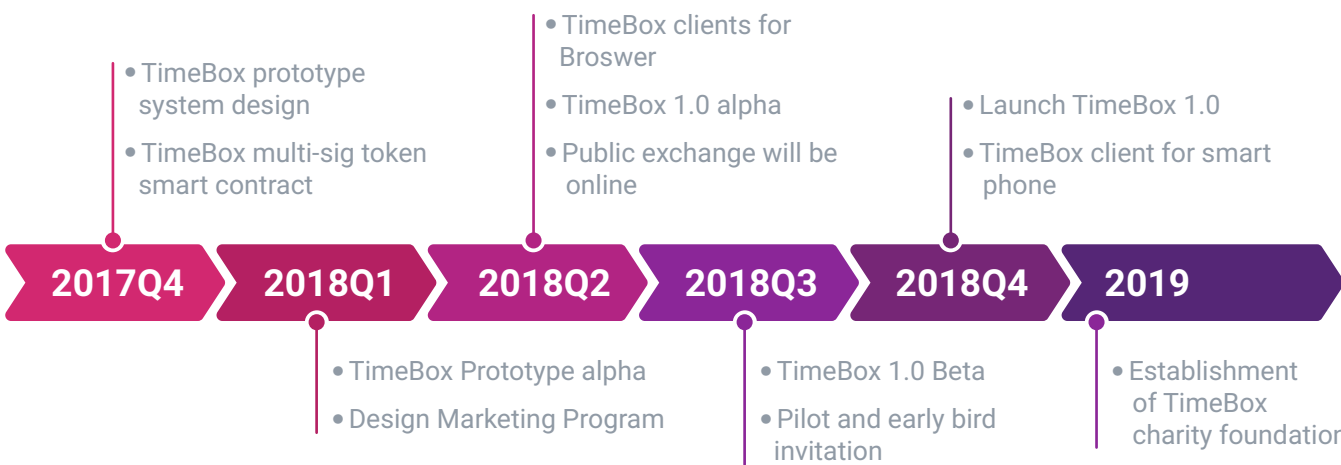 • TimeBox clients for
Broswer
• TimeBox 1.0 alpha
• Public exchange will be
online
• TimeBox prototype
system design
• TimeBox multi-sig token
smart contract
• Launch TimeBox 1.0
• TimeBox client for smart
phone
2017Q4
2018Q1
2018Q2
2018Q3
2018Q4
2019
• TimeBox Prototype alpha
• Design Marketing Program
• TimeBox 1.0 Beta
• Pilot and early bird
invitation
• Establishment
of TimeBox
charity foundation